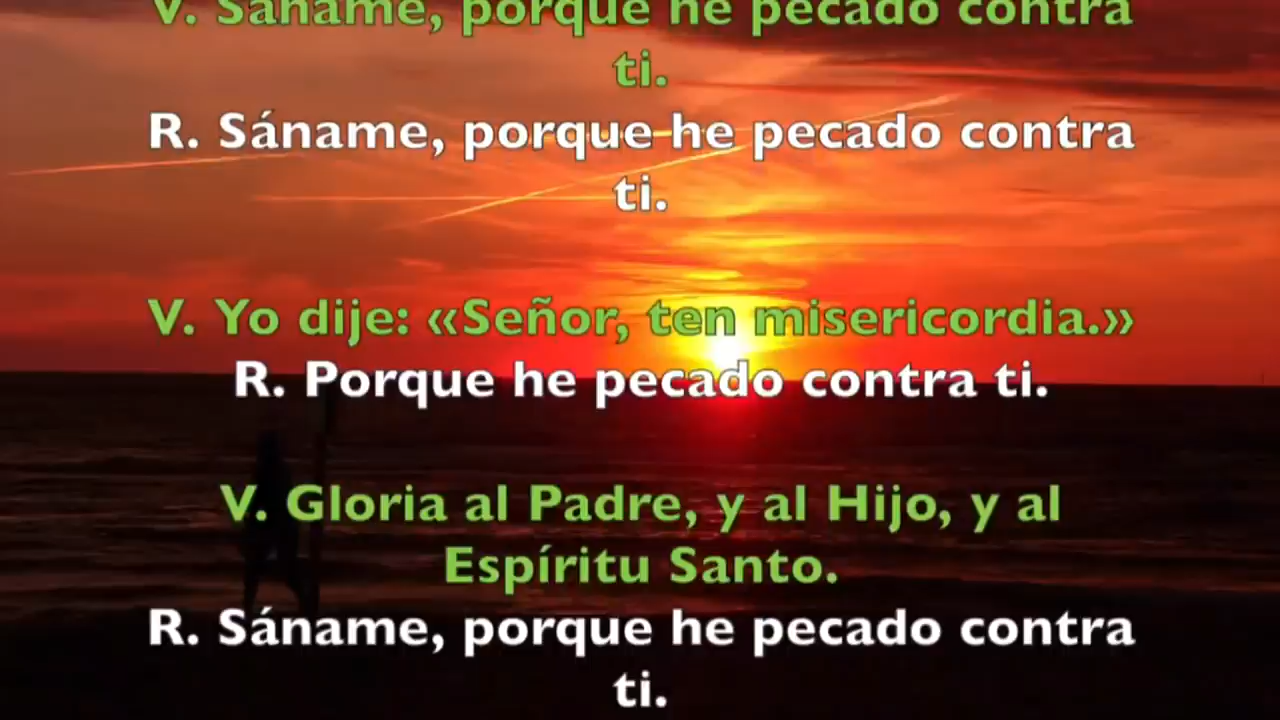 V. Sáname, porque he pecado contra
ti.
R. Sáname, porque he pecado contra
ti.
V. Yo dije: «Señor, ten misericordia.»
R. Porque he pecado contra ti.
V. Gloria al Padre, y al Hijo, y al
Espíritu Santo.
R. Sáname, porque he pecado contra
ti.